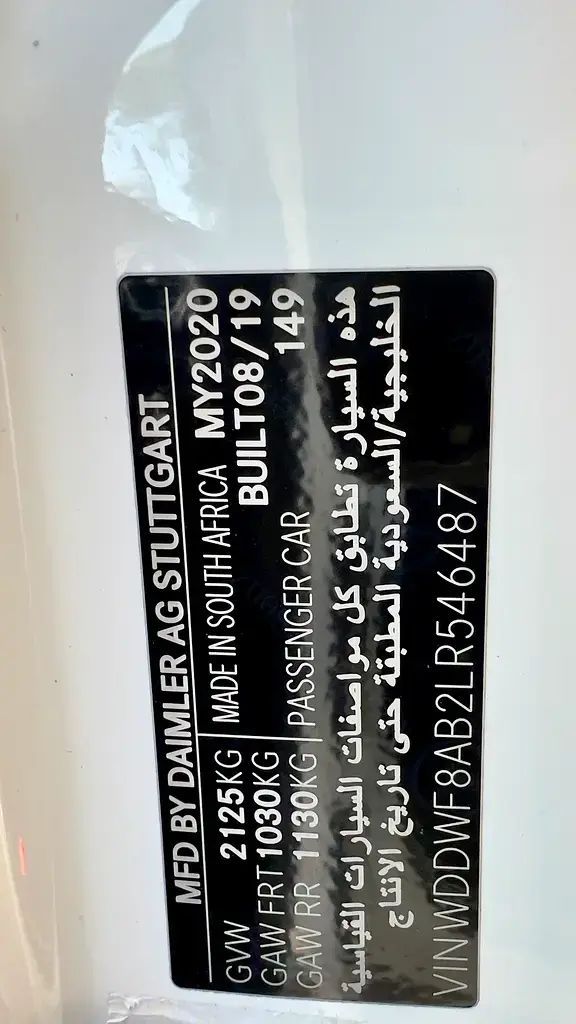 MFD BY DAIMLER AG STUTTGART
GVW 2125KG MADE IN SOUTH AFRICA MY2020
GAW FRT 1030KG BUILT08/19
GAW RR 1130KG PASSENGER CAR 149
هذه السيارة تطابق كل مواصفات السيارات القياسية
الخليجية/السعودية المطبقة حتى تاريخ الانتاج
VIN WDDWF8AB2LR546487